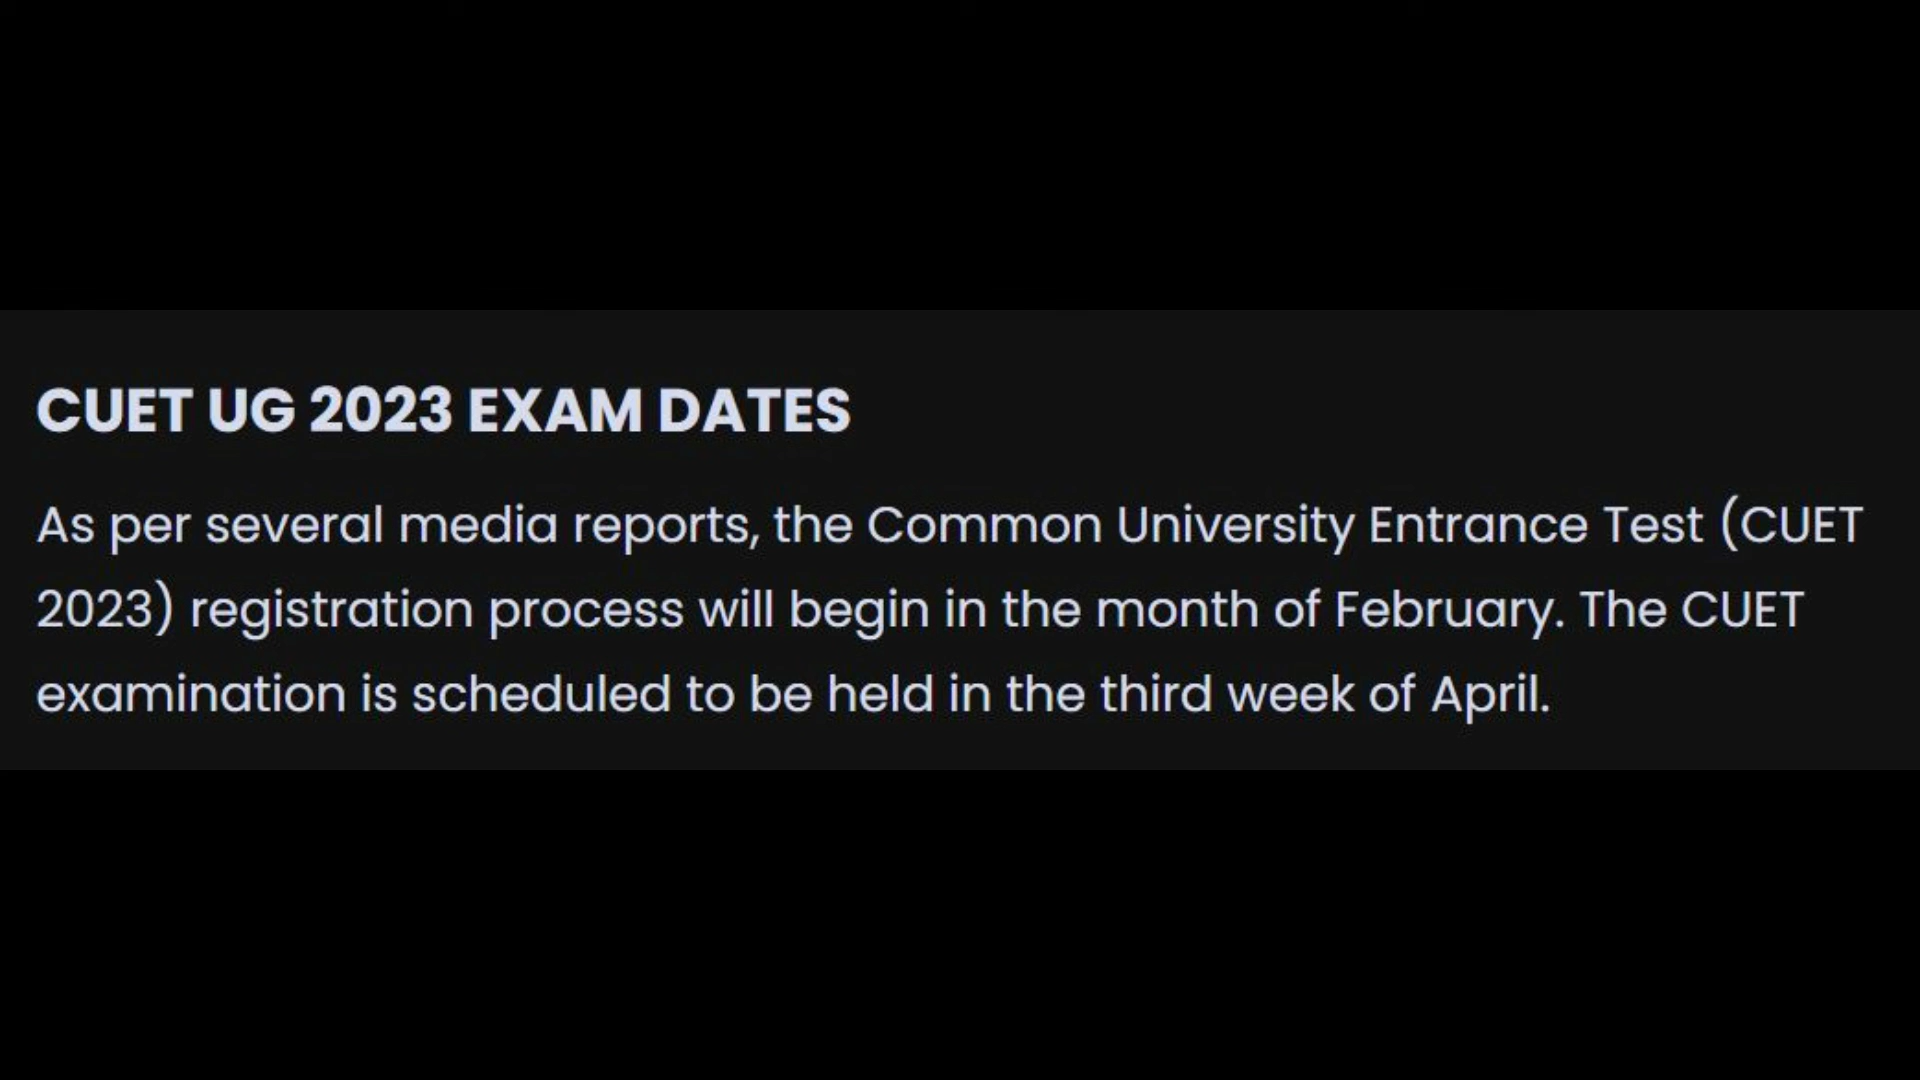 CUET UG 2023 EXAM DATES
As per several media reports, the Common University Entrance Test (CUET
2023) registration process will begin in the month of February. The CUET
examination is scheduled to be held in the third week of April.